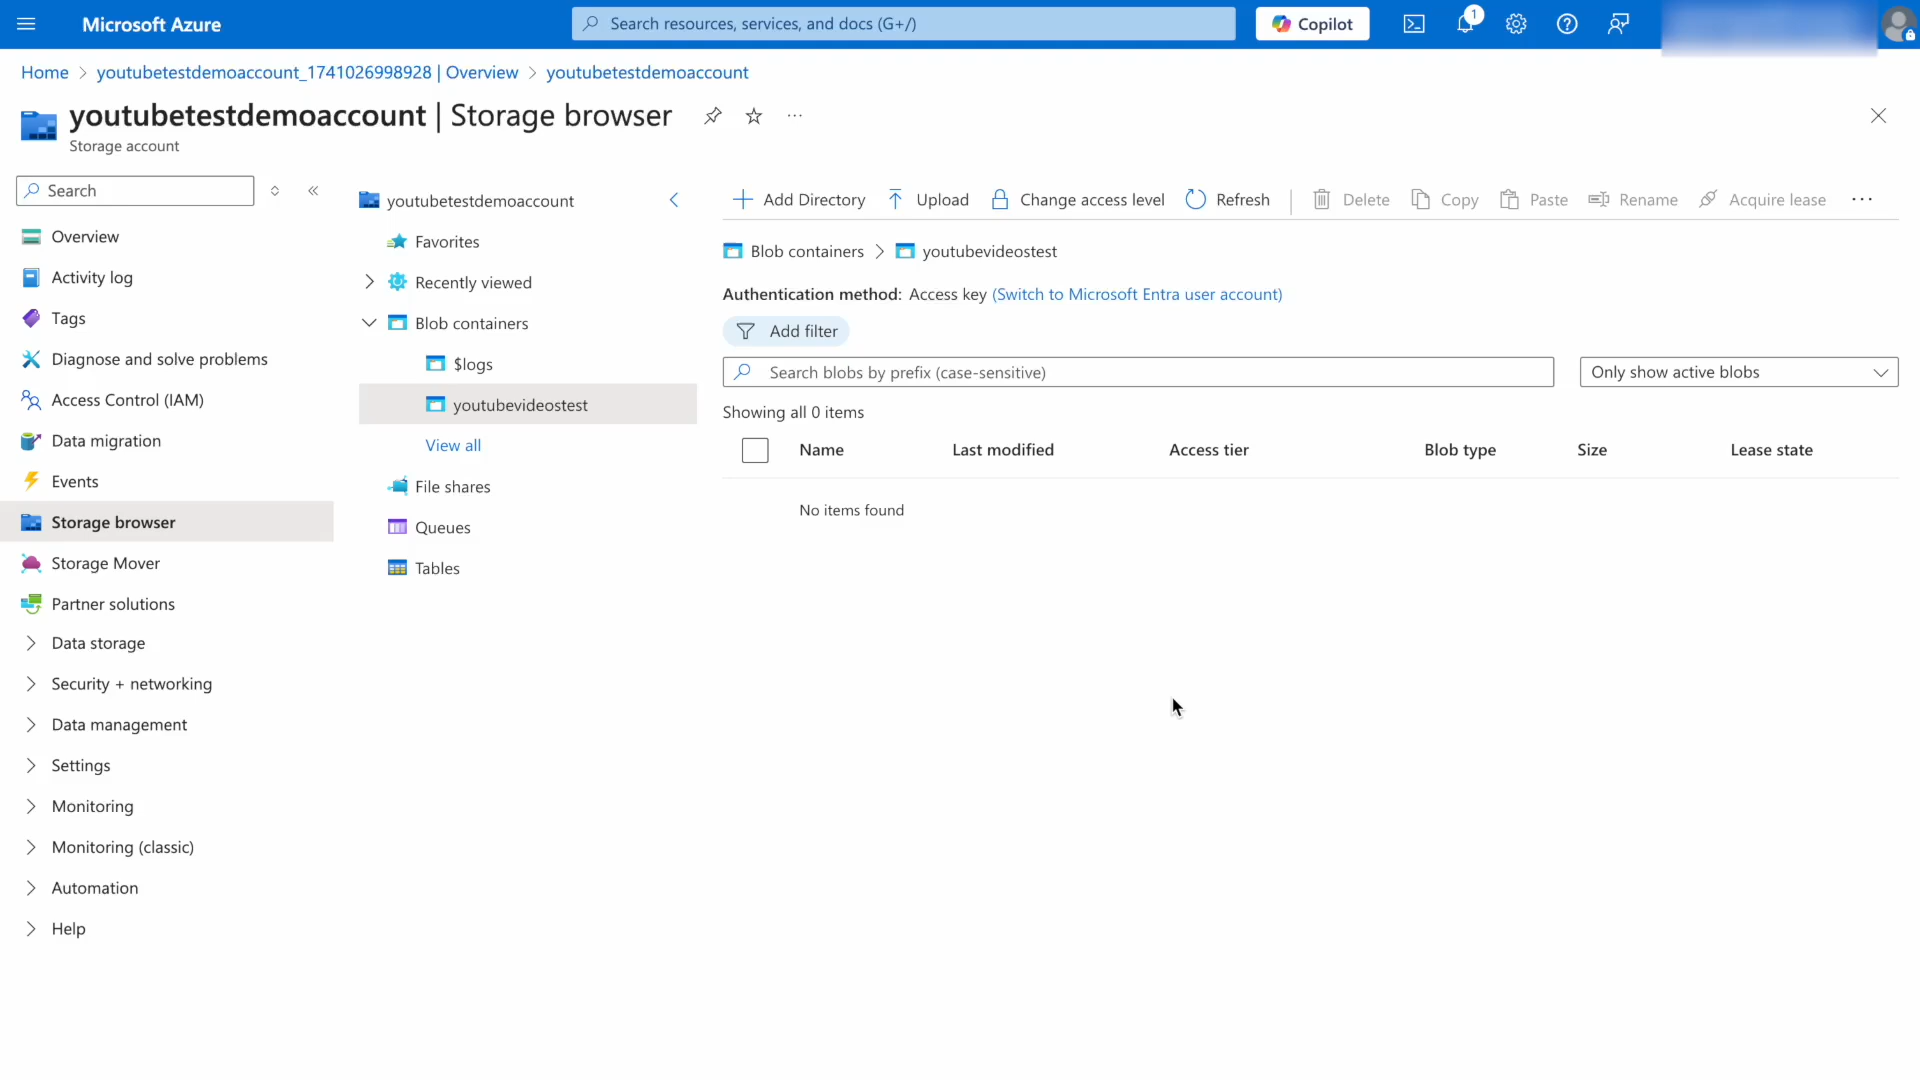 Microsoft Azure
Search resources, services, and docs (G+/)
Copilot
1
Home > youtubetestdemoaccount_1741026998928 | Overview > youtubetestdemoaccount
youtubetestdemoaccount | Storage browser
Storage account
Search
Overview
Activity log
Tags
Diagnose and solve problems
Access Control (IAM)
Data migration
Events
Storage browser
Storage Mover
Partner solutions
Data storage
Security + networking
Data management
Settings
Monitoring
Monitoring (classic)
Automation
Help
youtubetestdemoaccount
Favorites
Recently viewed
Blob containers
$logs
youtubevideostest
View all
File shares
Queues
Tables
Add Directory Upload Change access level Refresh Delete Copy Paste Rename Acquire lease
Blob containers > youtubevideostest
Authentication method: Access key (Switch to Microsoft Entra user account)
Add filter
Search blobs by prefix (case-sensitive)
Only show active blobs
Showing all 0 items
Name Last modified Access tier Blob type Size Lease state
No items found